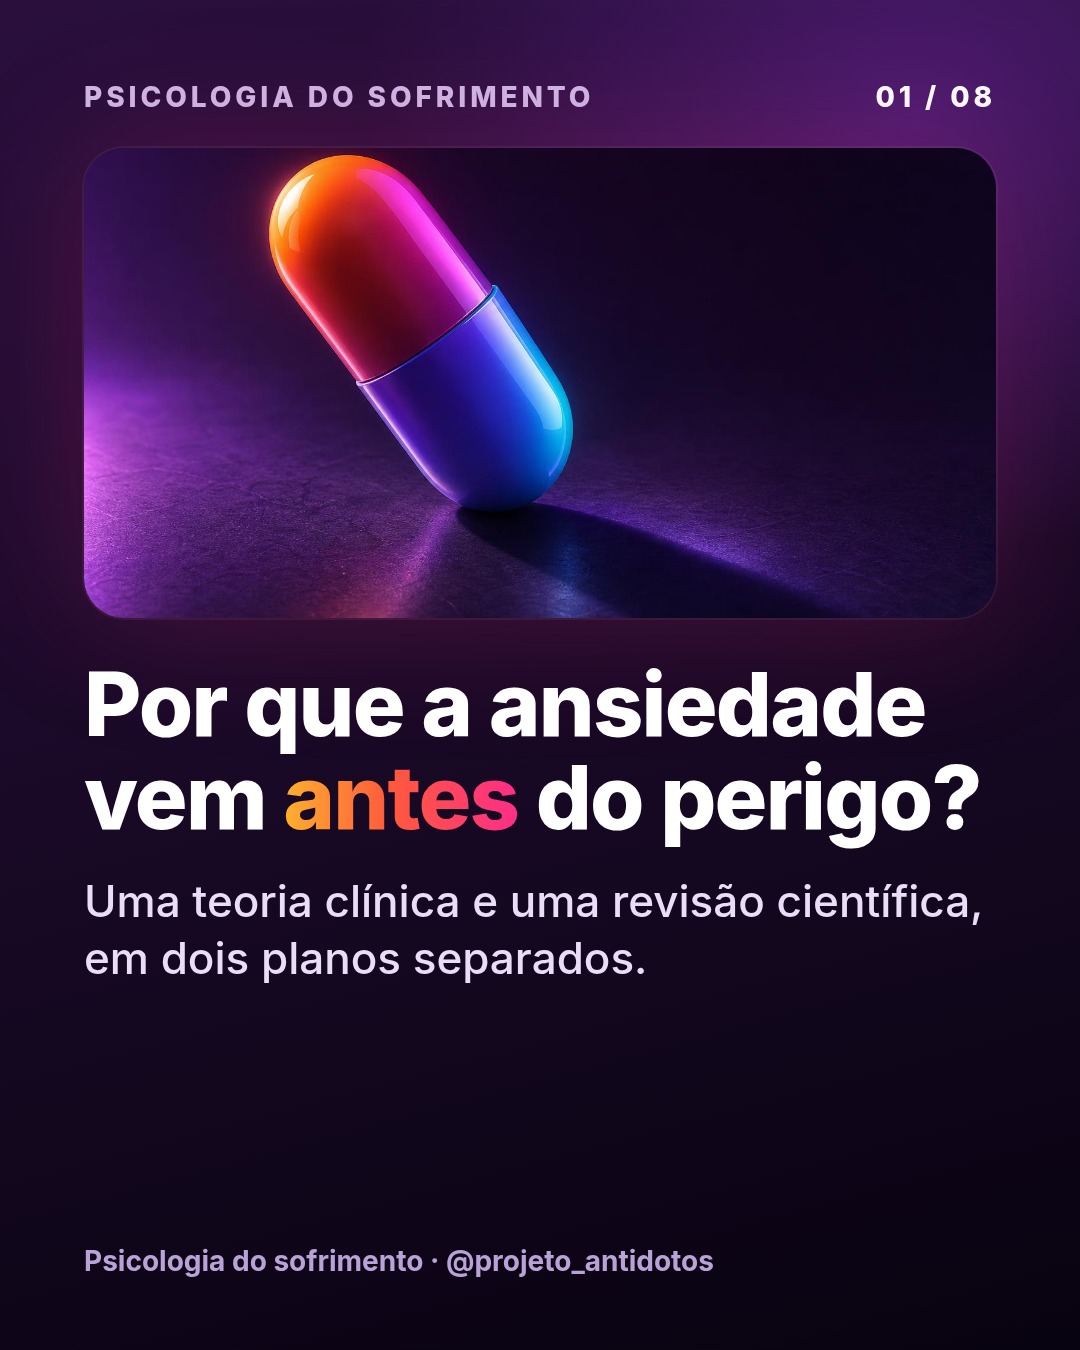 PSICOLOGIA DO SOFRIMENTO
01 / 08
Por que a ansiedade
vem antes do perigo?
Uma teoria clínica e uma revisão científica,
em dois planos separados.
Psicologia do sofrimento · @projeto_antidotos